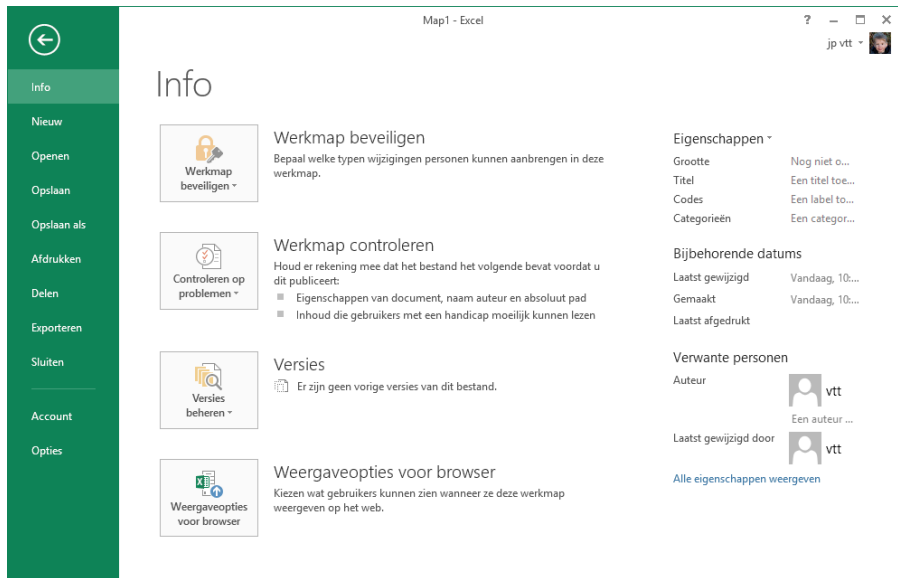 Map1 - Excel
?
jp vtt
Info
Nieuw
Openen
Opslaan
Opslaan als
Afdrukken
Delen
Exporteren
Sluiten
Account
Opties
Info
Werkmap
beveiligen
Werkmap beveiligen
Bepaal welke typen wijzigingen personen kunnen aanbrengen in deze
werkmap.
Controleren op
problemen
Werkmap controleren
Houd er rekening mee dat het bestand het volgende bevat voordat u
dit publiceert:
Eigenschappen van document, naam auteur en absoluut pad
Inhoud die gebruikers met een handicap moeilijk kunnen lezen
Versies
beheren
Versies
Er zijn geen vorige versies van dit bestand.
Weergaveopties
voor browser
Weergaveopties voor browser
Kiezen wat gebruikers kunnen zien wanneer ze deze werkmap
weergeven op het web.
Eigenschappen
Grootte Nog niet o...
Titel Een titel toe...
Codes Een label to...
Categorieën Een categor...
Bijbehorende datums
Laatst gewijzigd Vandaag, 10:...
Gemaakt Vandaag, 10:...
Laatst afgedrukt
Verwante personen
Auteur vtt
Een auteur ...
Laatst gewijzigd door vtt
Alle eigenschappen weergeven